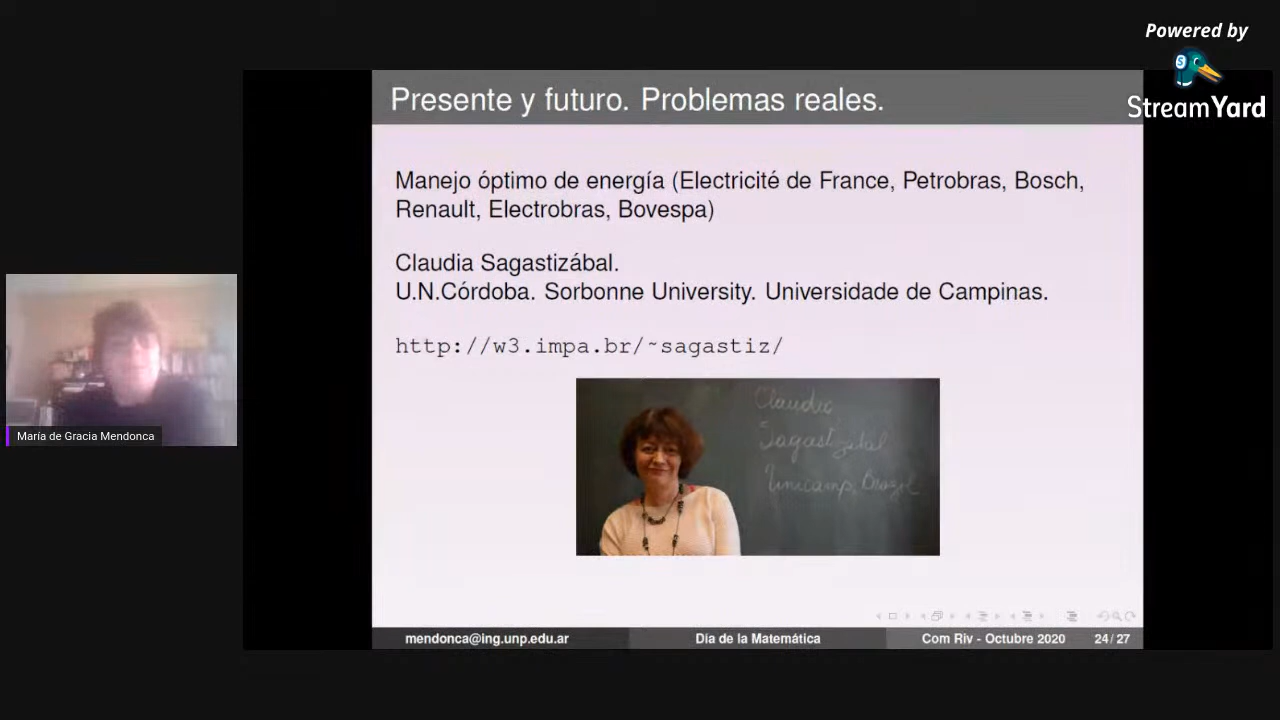 Powered by
StreamYard
Presente y futuro. Problemas reales.
Manejo óptimo de energía (Electricité de France, Petrobras, Bosch,
Renault, Electrobras, Bovespa)
Claudia Sagastizábal.
U.N.Córdoba. Sorbonne University. Universidade de Campinas.
http://w3.impa.br/~sagastiz/
Claudia
Sagastizábal
Unicamp, Brazil
María de Gracia Mendonca
mendonca@ing.unp.edu.ar
Día de la Matemática
Com Riv - Octubre 2020
24/27